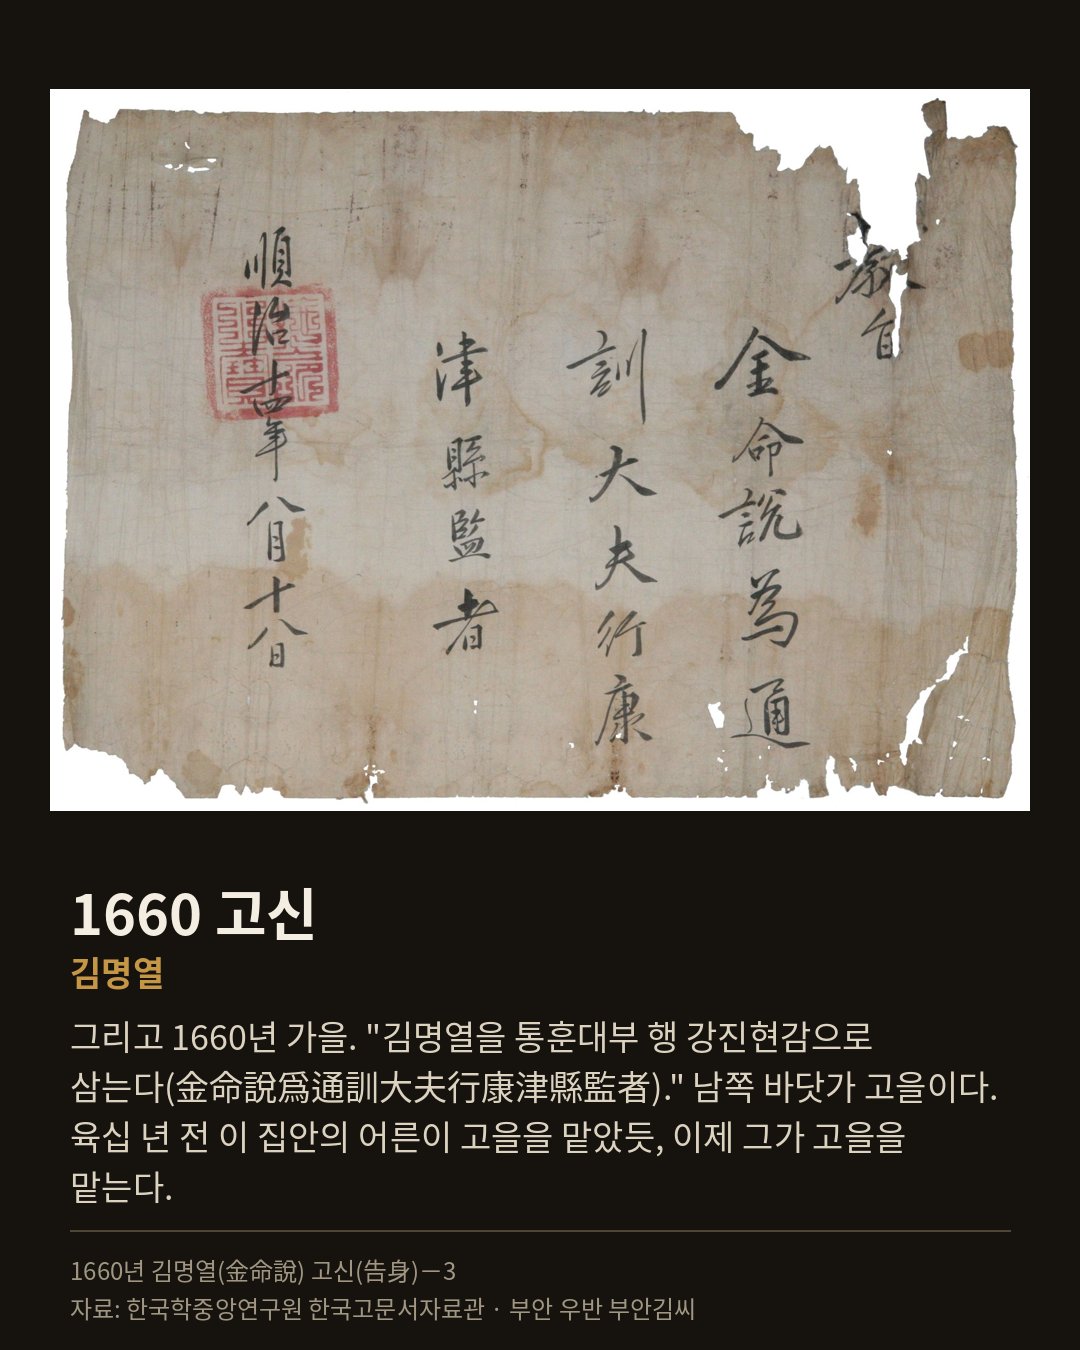 教旨
金命說為通
訓大夫行康
津縣監者
順治十四年八月十八日
1660 고신
김명열
그리고 1660년 가을. "김명열을 통훈대부 행 강진현감으로
삼는다(金命說爲通訓大夫行康津縣監者)." 남쪽 바닷가 고을이다.
육십 년 전 이 집안의 어른이 고을을 맡았듯, 이제 그가 고을을
맡는다.
1660년 김명열(金命說) 고신(告身)－3
자료: 한국학중앙연구원 한국고문서자료관 · 부안 우반 부안김씨